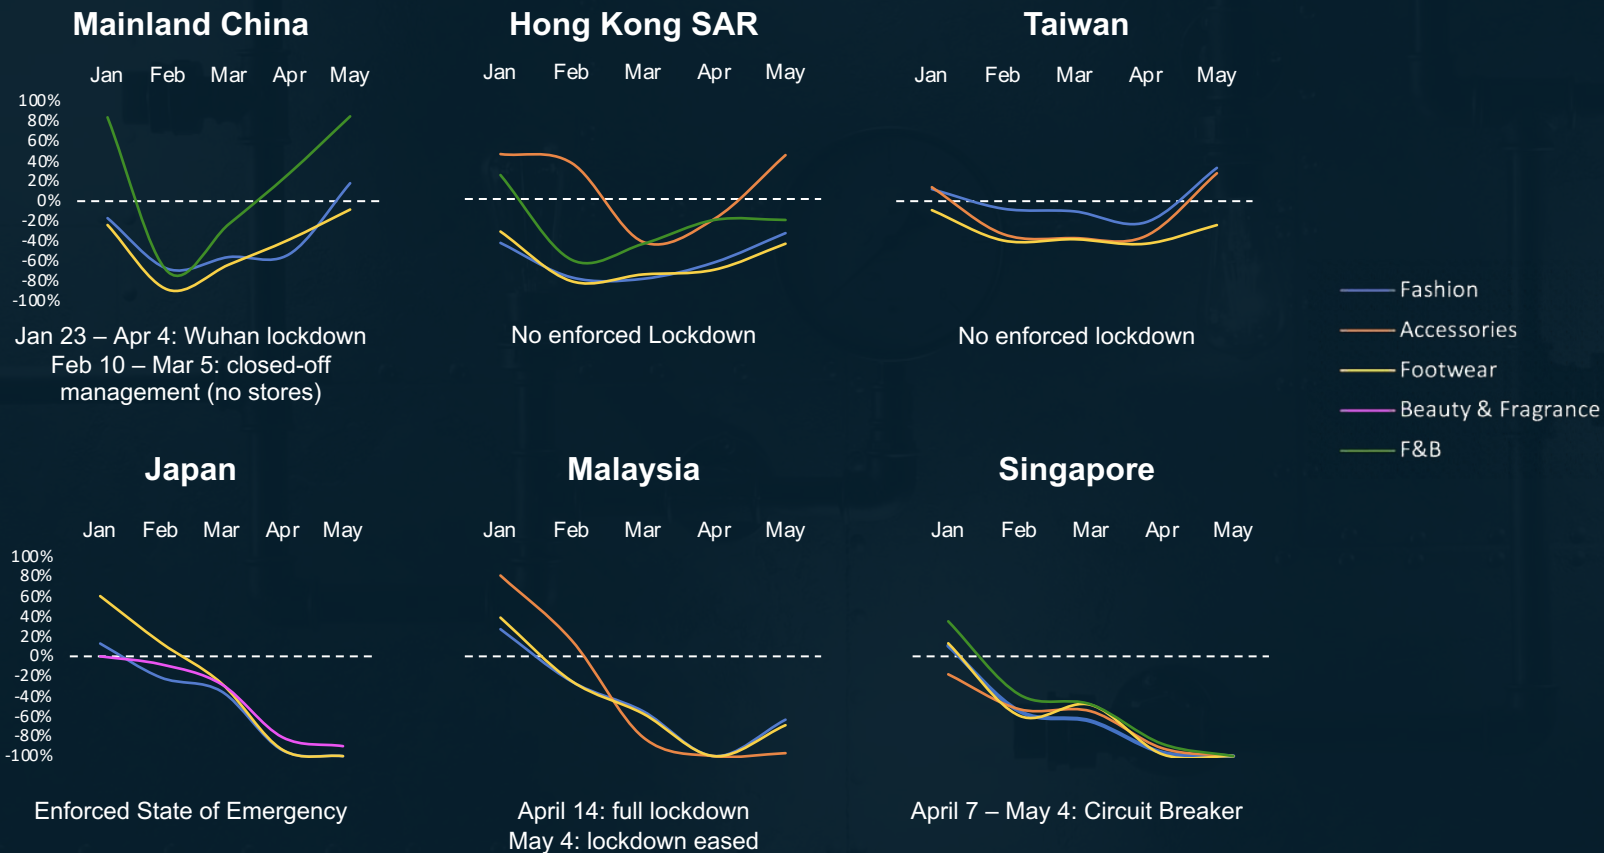 Mainland China
Hong Kong SAR
Taiwan
Jan Feb Mar Apr May
Jan Feb Mar Apr May
Jan Feb Mar Apr May
100%
80%
60%
40%
20%
0%
-20%
-40%
-60%
-80%
-100%
Jan 23 – Apr 4: Wuhan lockdown
Feb 10 – Mar 5: closed-off
management (no stores)
No enforced Lockdown
No enforced lockdown
Fashion
Accessories
Footwear
Beauty & Fragrance
F&B
Japan
Malaysia
Singapore
Jan Feb Mar Apr May
Jan Feb Mar Apr May
Jan Feb Mar Apr May
100%
80%
60%
40%
20%
0%
-20%
-40%
-60%
-80%
-100%
Enforced State of Emergency
April 14: full lockdown
May 4: lockdown eased
April 7 – May 4: Circuit Breaker